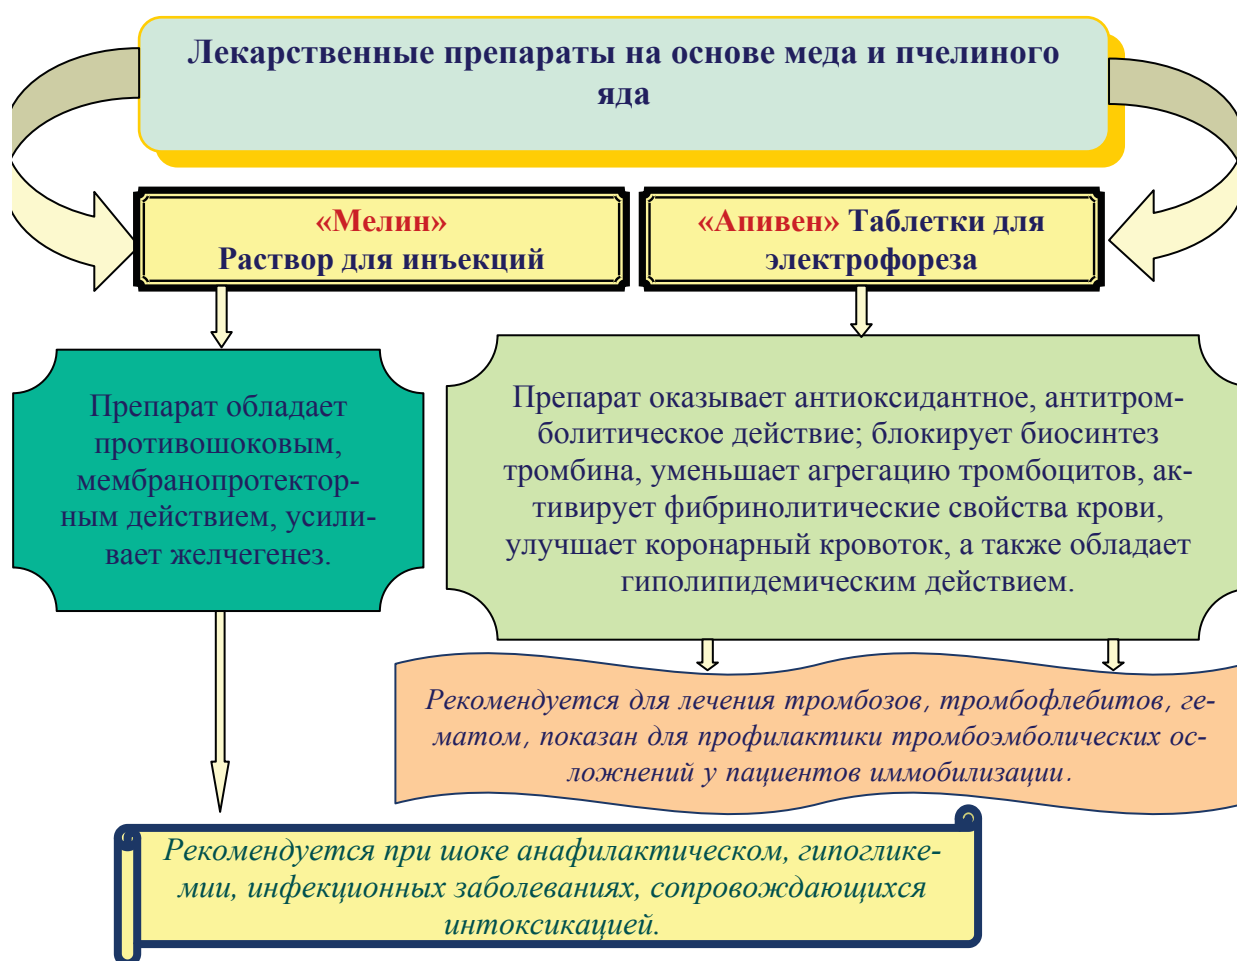 Лекарственные препараты на основе меда и пчелиного
яда
«Мелин»
Раствор для инъекций
«Апивен» Таблетки для
электрофореза
Препарат обладает
противошоковым,
мембранопротектор-
ным действием, усили-
вает желчегенез.
Препарат оказывает антиоксидантное, антитром-
болитическое действие; блокирует биосинтез
тромбина, уменьшает агрегацию тромбоцитов, ак-
тивирует фибринолитические свойства крови,
улучшает коронарный кровоток, а также обладает
гиполипидемическим действием.
Рекомендуется для лечения тромбозов, тромбофлебитов, ге-
матом, показан для профилактики тромбоэмболических ос-
ложнений у пациентов иммобилизации.
Рекомендуется при шоке анафилактическом, гипоглике-
мии, инфекционных заболеваниях, сопровождающихся
интоксикацией.